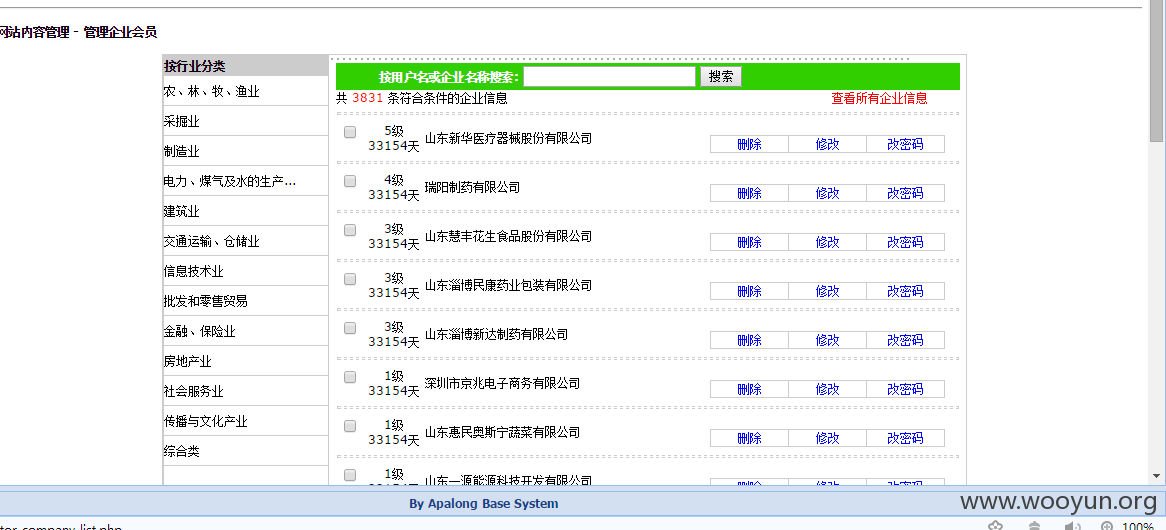 网站内容管理 - 管理企业会员
按行业分类
农、林、牧、渔业
采掘业
制造业
电力、煤气及水的生产...
建筑业
交通运输、仓储业
信息技术业
批发和零售贸易
金融、保险业
房地产业
社会服务业
传播与文化产业
综合类
按用户名或企业名称搜索: 搜索
共 3831 条符合条件的企业信息 查看所有企业信息
5级
33154天 山东新华医疗器械股份有限公司 删除 修改 改密码
4级
33154天 瑞阳制药有限公司 删除 修改 改密码
3级
33154天 山东慧丰花生食品股份有限公司 删除 修改 改密码
3级
33154天 山东淄博民康药业包装有限公司 删除 修改 改密码
3级
33154天 山东淄博新达制药有限公司 删除 修改 改密码
1级
33154天 深圳市京兆电子商务有限公司 删除 修改 改密码
1级
33154天 山东惠民奥斯宁蔬菜有限公司 删除 修改 改密码
1级
33154天 山东一源能源科技开发有限公司 删除 修改 改密码
By Apalong Base System
www.wooyun.org
tor_company_list.php
100%